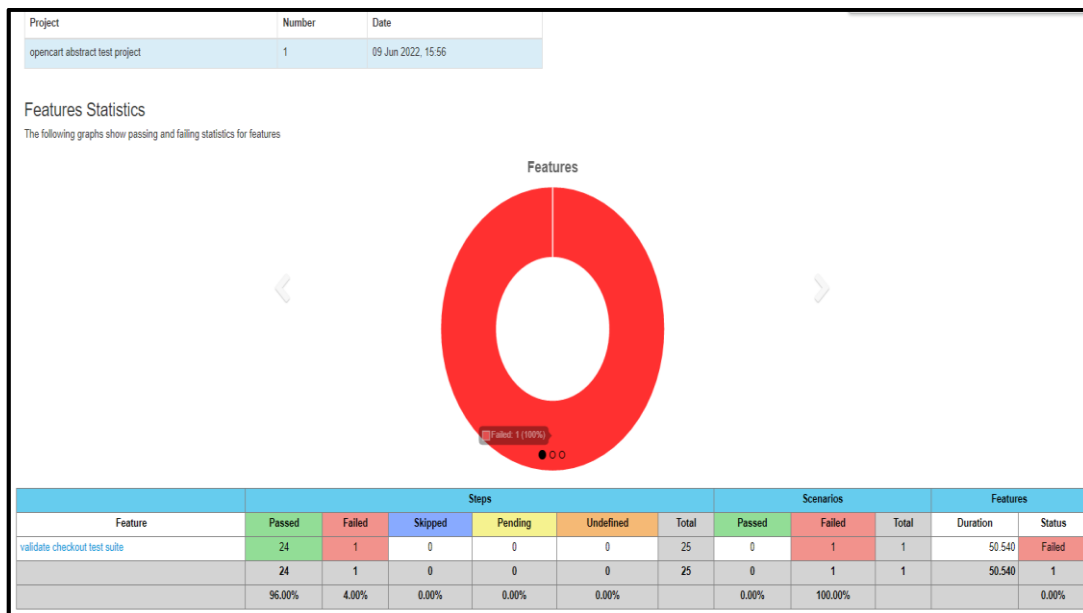 Project Number Date
opencart abstract test project 1 09 Jun 2022, 15:56
Features Statistics
The following graphs show passing and failing statistics for features
Features
Failed: 1 (100%)
Steps Scenarios Features
Feature Passed Failed Skipped Pending Undefined Total Passed Failed Total Duration Status
validate checkout test suite 24 1 0 0 0 25 0 1 1 50.540 Failed
24 1 0 0 0 25 0 1 1 50.540 1
96.00% 4.00% 0.00% 0.00% 0.00% 0.00% 100.00% 0.00%